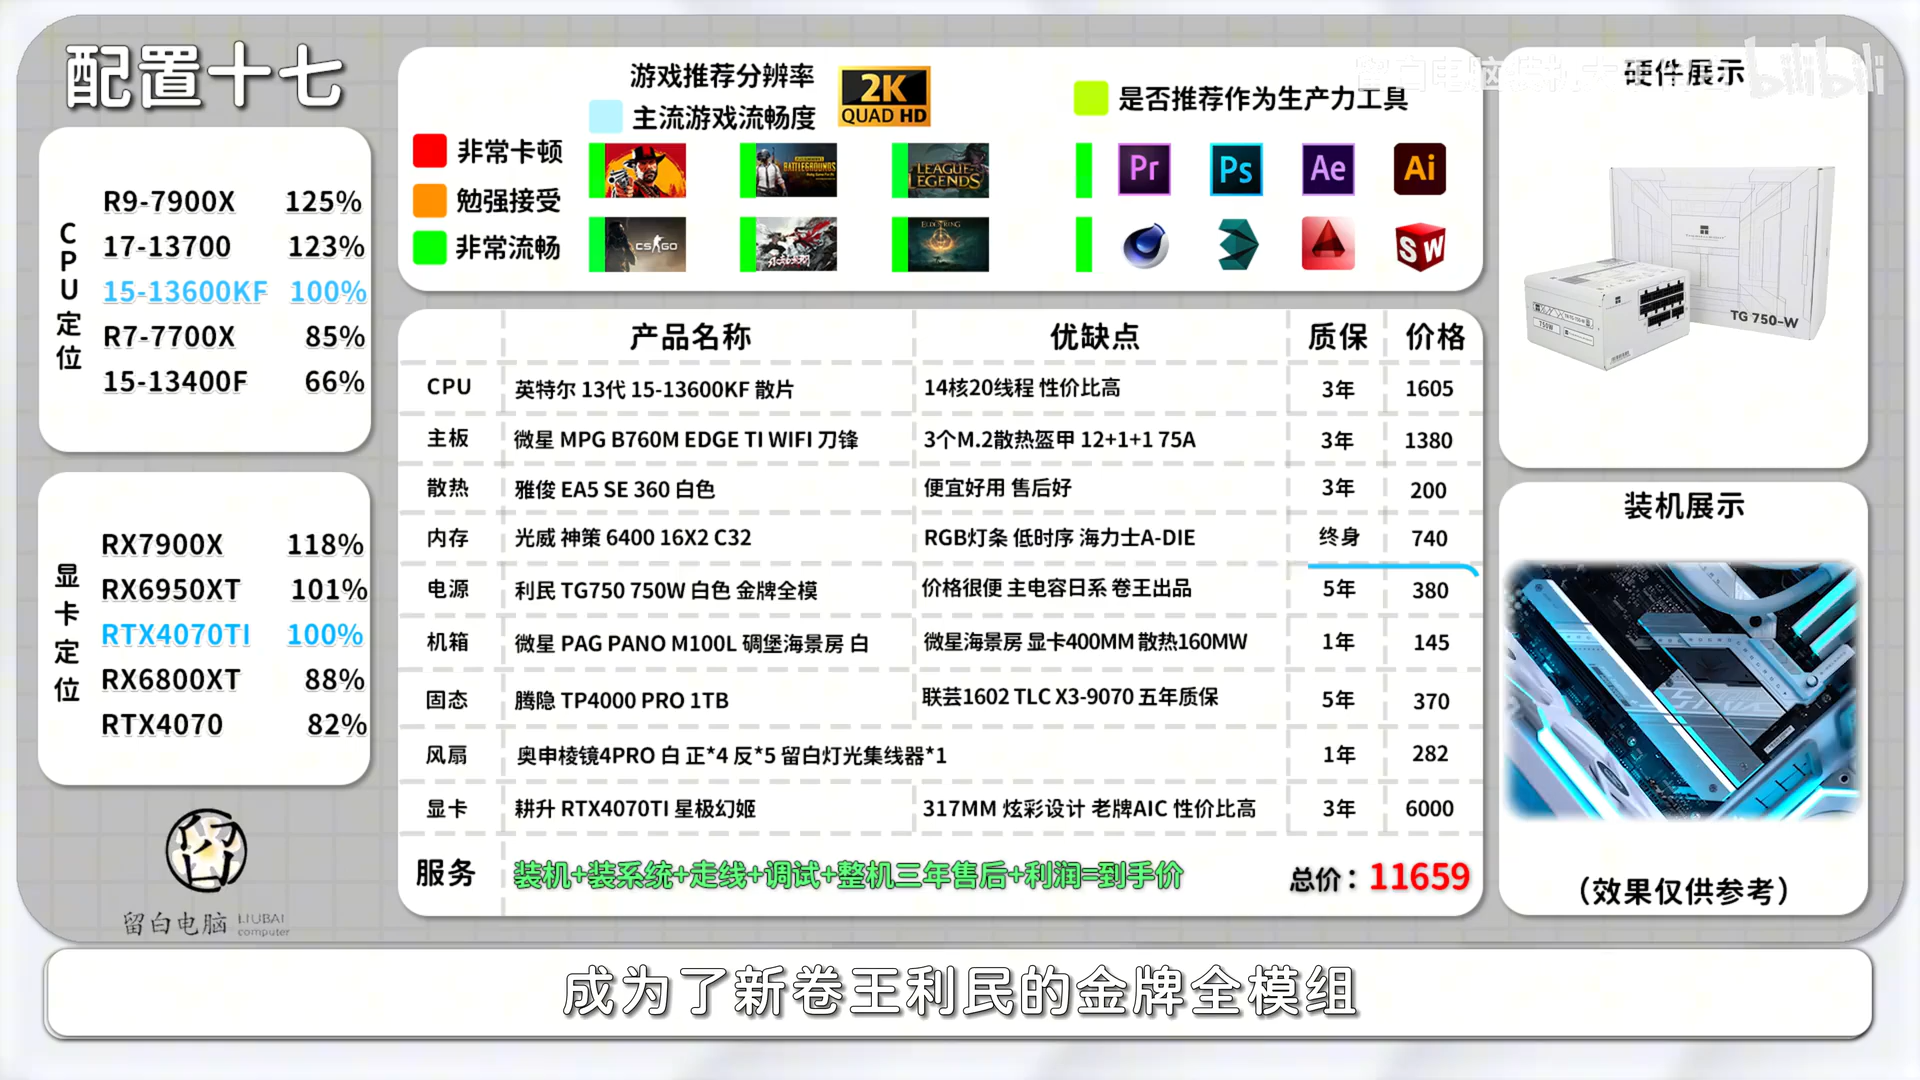 配置十七
CPU定位
R9-7900X 125%
17-13700 123%
15-13600KF 100%
R7-7700X 85%
15-13400F 66%
显卡定位
RX7900X 118%
RX6950XT 101%
RTX4070TI 100%
RX6800XT 88%
RTX4070 82%
留白电脑 LIUBAI computer
游戏推荐分辨率
2K QUAD HD
主流游戏流畅度
非常卡顿
勉强接受
非常流畅
BATTLEGROUNDS
LEAGUE LEGENDS
CS GO
永劫无间
ELDEN RING
是否推荐作为生产力工具
Pr Ps Ae Ai
SW
产品名称 优缺点 质保 价格
CPU 英特尔 13代 15-13600KF 散片 14核20线程 性价比高 3年 1605
主板 微星 MPG B760M EDGE TI WIFI 刀锋 3个M.2散热盔甲 12+1+1 75A 3年 1380
散热 雅俊 EA5 SE 360 白色 便宜好用 售后好 3年 200
内存 光威 神策 6400 16X2 C32 RGB灯条 低时序 海力士A-DIE 终身 740
电源 利民 TG750 750W 白色 金牌全模 价格很便 主电容日系 卷王出品 5年 380
机箱 微星 PAG PANO M100L 碉堡海景房 白 微星海景房 显卡400MM 散热160MW 1年 145
固态 腾隐 TP4000 PRO 1TB 联芸1602 TLC X3-9070 五年质保 5年 370
风扇 奥申棱镜4PRO 白 正*4 反*5 留白灯光集线器*1 1年 282
显卡 耕升 RTX4070TI 星极幻姬 317MM 炫彩设计 老牌AIC 性价比高 3年 6000
服务 装机+装系统+走线+调试+整机三年售后+利润=到手价 总价：11659
硬件展示
bilibili
TG 750-W
750W
装机展示
（效果仅供参考）
成为了新卷王利民的金牌全模组